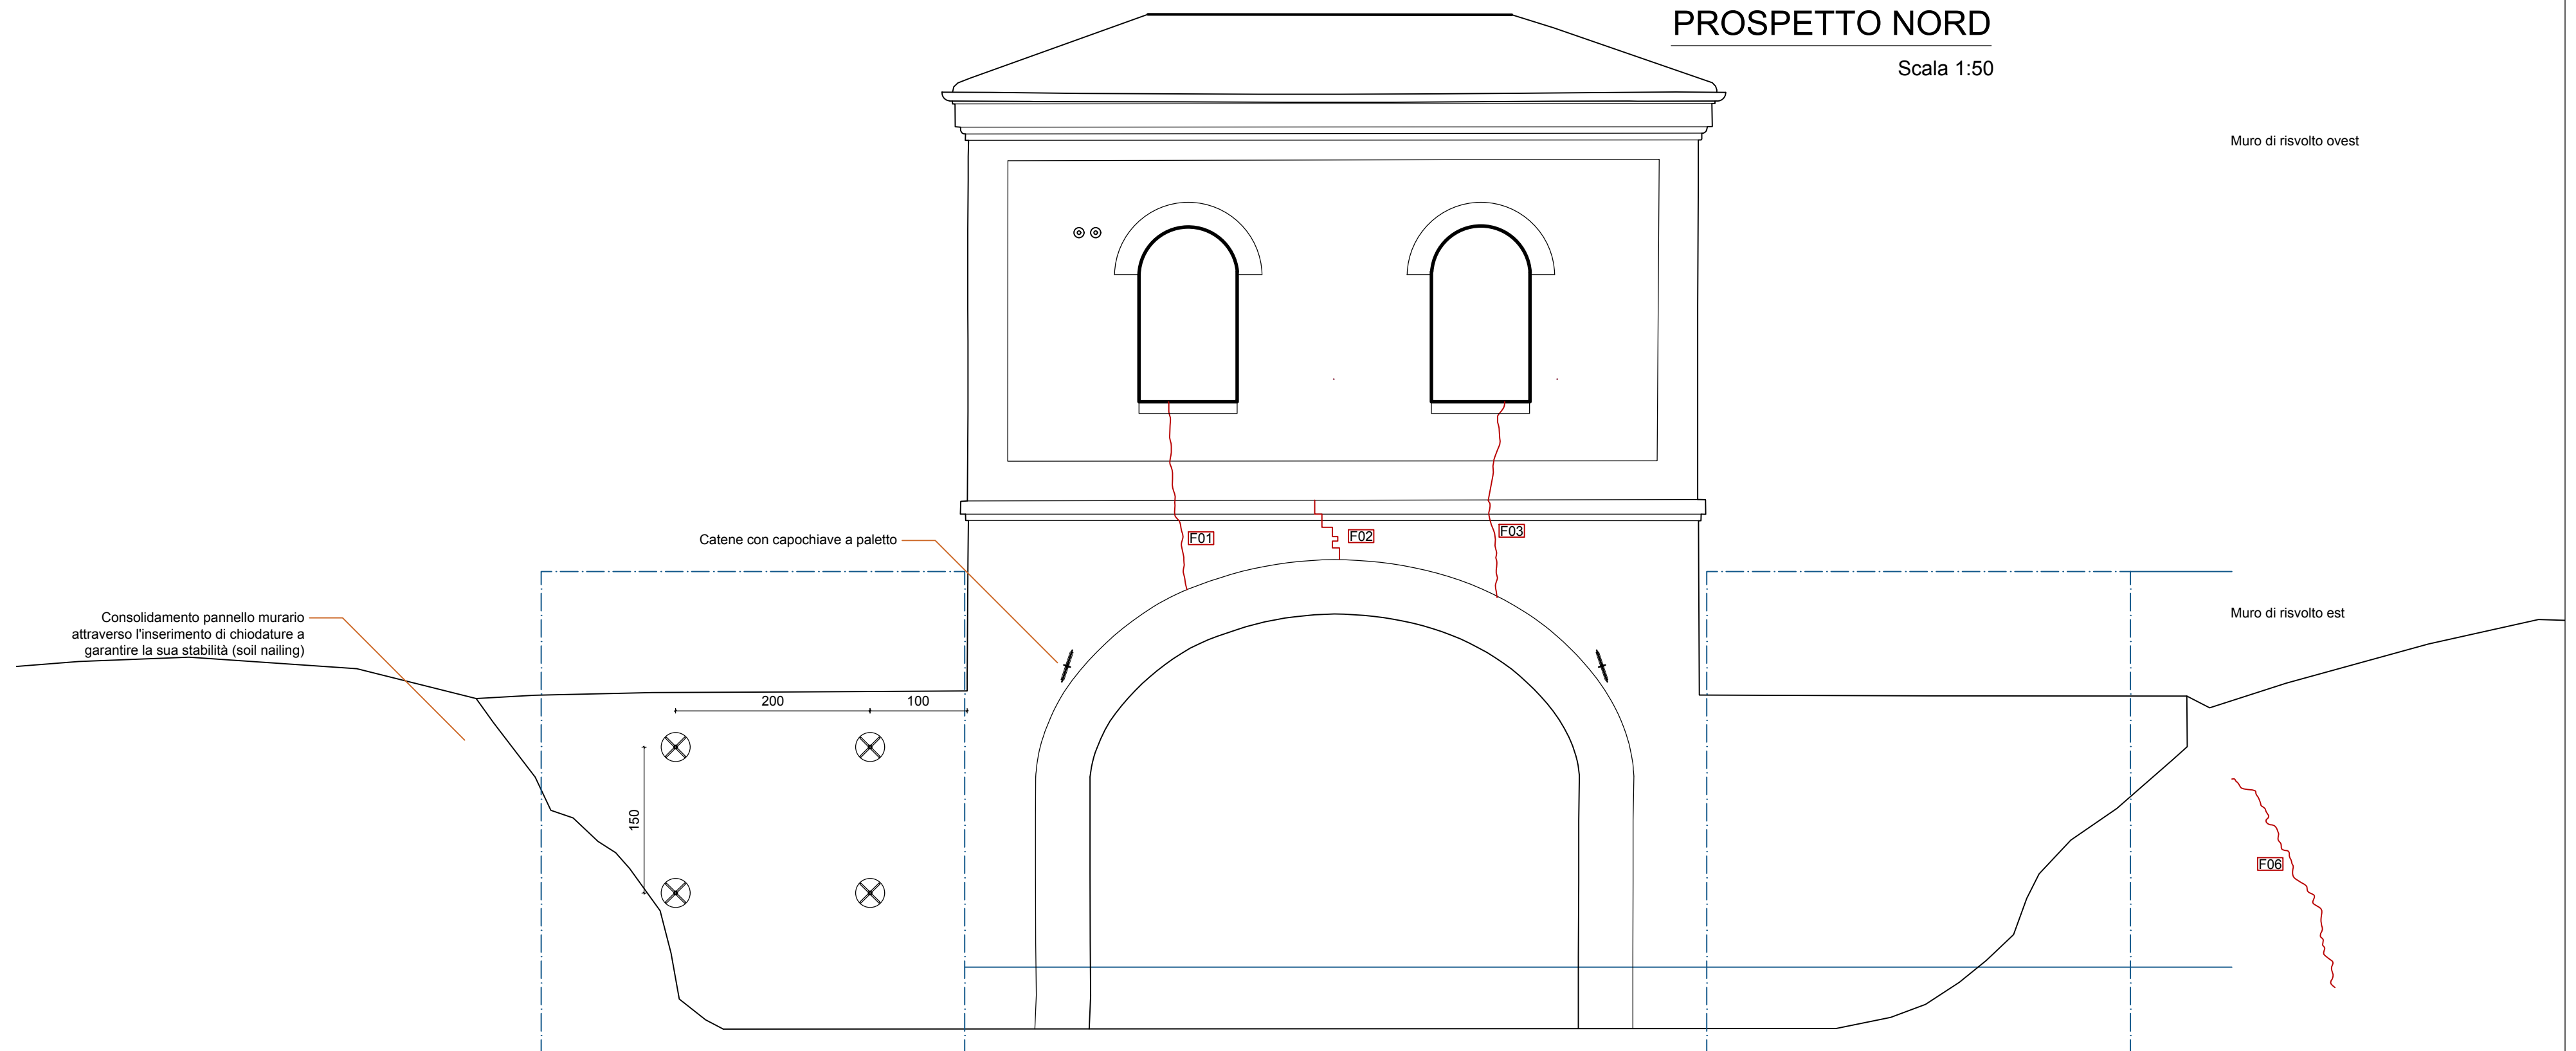 PROSPETTO NORD
Scala 1:50
Muro di risvolto ovest
Catene con capochiave a paletto
F01
F02
F03
Consolidamento pannello murario
attraverso l'inserimento di chiodature a
garantire la sua stabilità (soil nailing)
Muro di risvolto est
200
100
150
F06